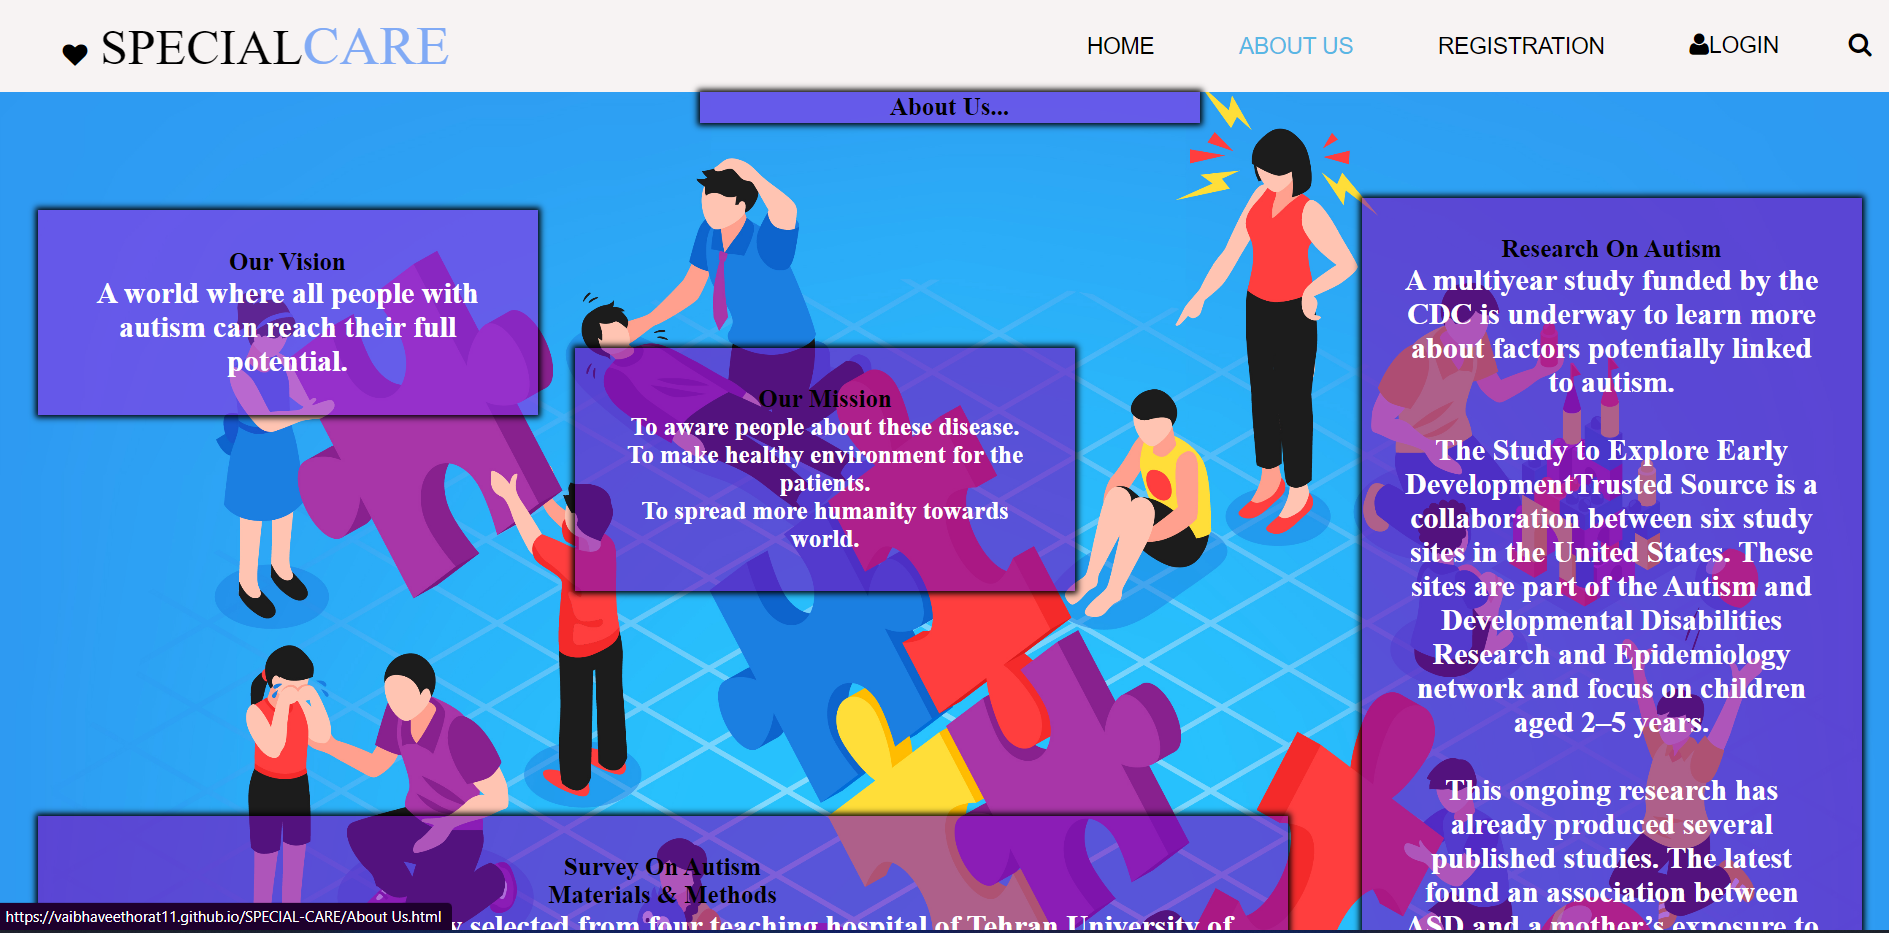 SPECIALCARE
HOME
ABOUT US
REGISTRATION
LOGIN
About Us...
Our Vision
A world where all people with
autism can reach their full
potential.
Our Mission
To aware people about these disease.
To make healthy environment for the
patients.
To spread more humanity towards
world.
Research On Autism
A multiyear study funded by the
CDC is underway to learn more
about factors potentially linked
to autism.
The Study to Explore Early
DevelopmentTrusted Source is a
collaboration between six study
sites in the United States. These
sites are part of the Autism and
Developmental Disabilities
Research and Epidemiology
network and focus on children
aged 2–5 years.
This ongoing research has
already produced several
published studies. The latest
found an association between
ASD and a mother’s exposure to
Survey On Autism
Materials & Methods
selected from four teaching hospital of Tehran University of
https://vaibhaveethorat11.github.io/SPECIAL-CARE/About Us.html